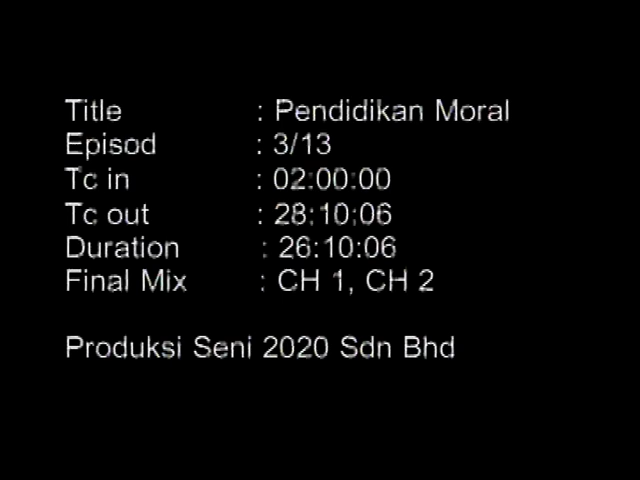 Title : Pendidikan Moral
Episod : 3/13
Tc in : 02:00:00
Tc out : 28:10:06
Duration : 26:10:06
Final Mix : CH 1, CH 2
Produksi Seni 2020 Sdn Bhd